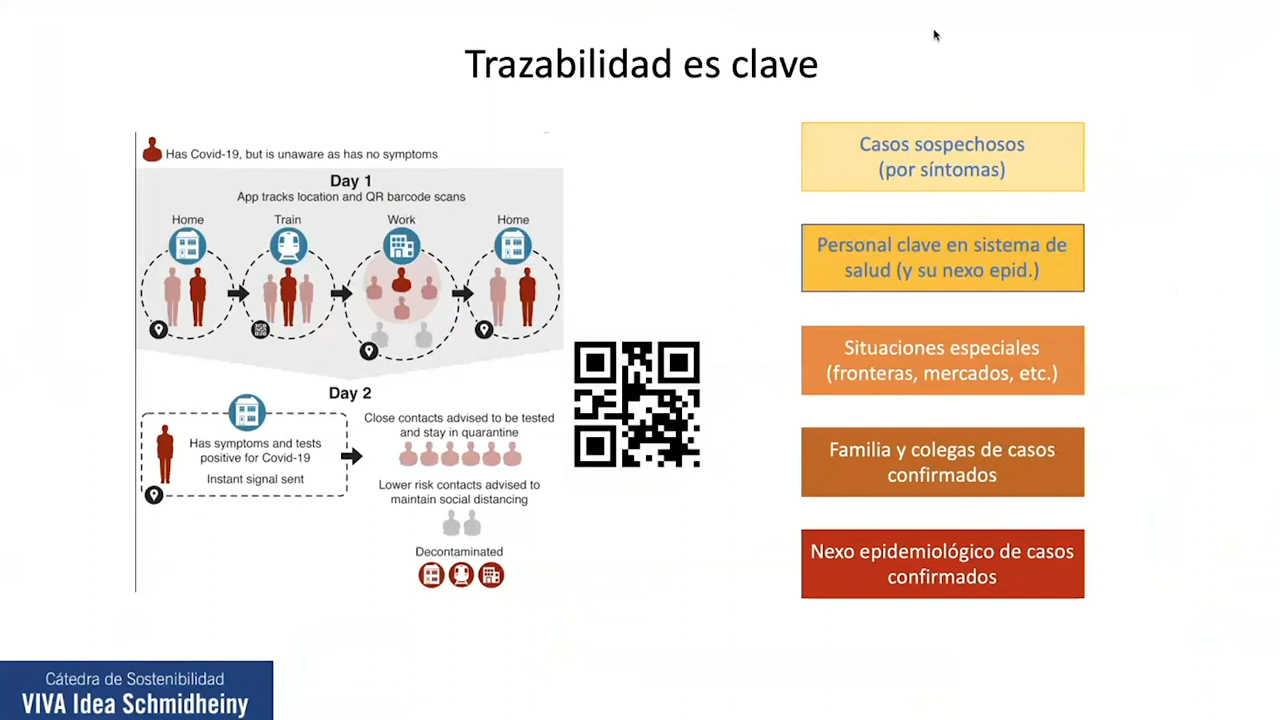 Trazabilidad es clave
Has Covid-19, but is unaware as has no symptoms
Day 1
App tracks location and QR barcode scans
Home
Train
Work
Home
Day 2
Has symptoms and tests
positive for Covid-19
Instant signal sent
Close contacts advised to be tested
and stay in quarantine
Lower risk contacts advised to
maintain social distancing
Decontaminated
Casos sospechosos
(por síntomas)
Personal clave en sistema de
salud (y su nexo epid.)
Situaciones especiales
(fronteras, mercados, etc.)
Familia y colegas de casos
confirmados
Nexo epidemiológico de casos
confirmados
Cátedra de Sostenibilidad
VIVA Idea Schmidheiny